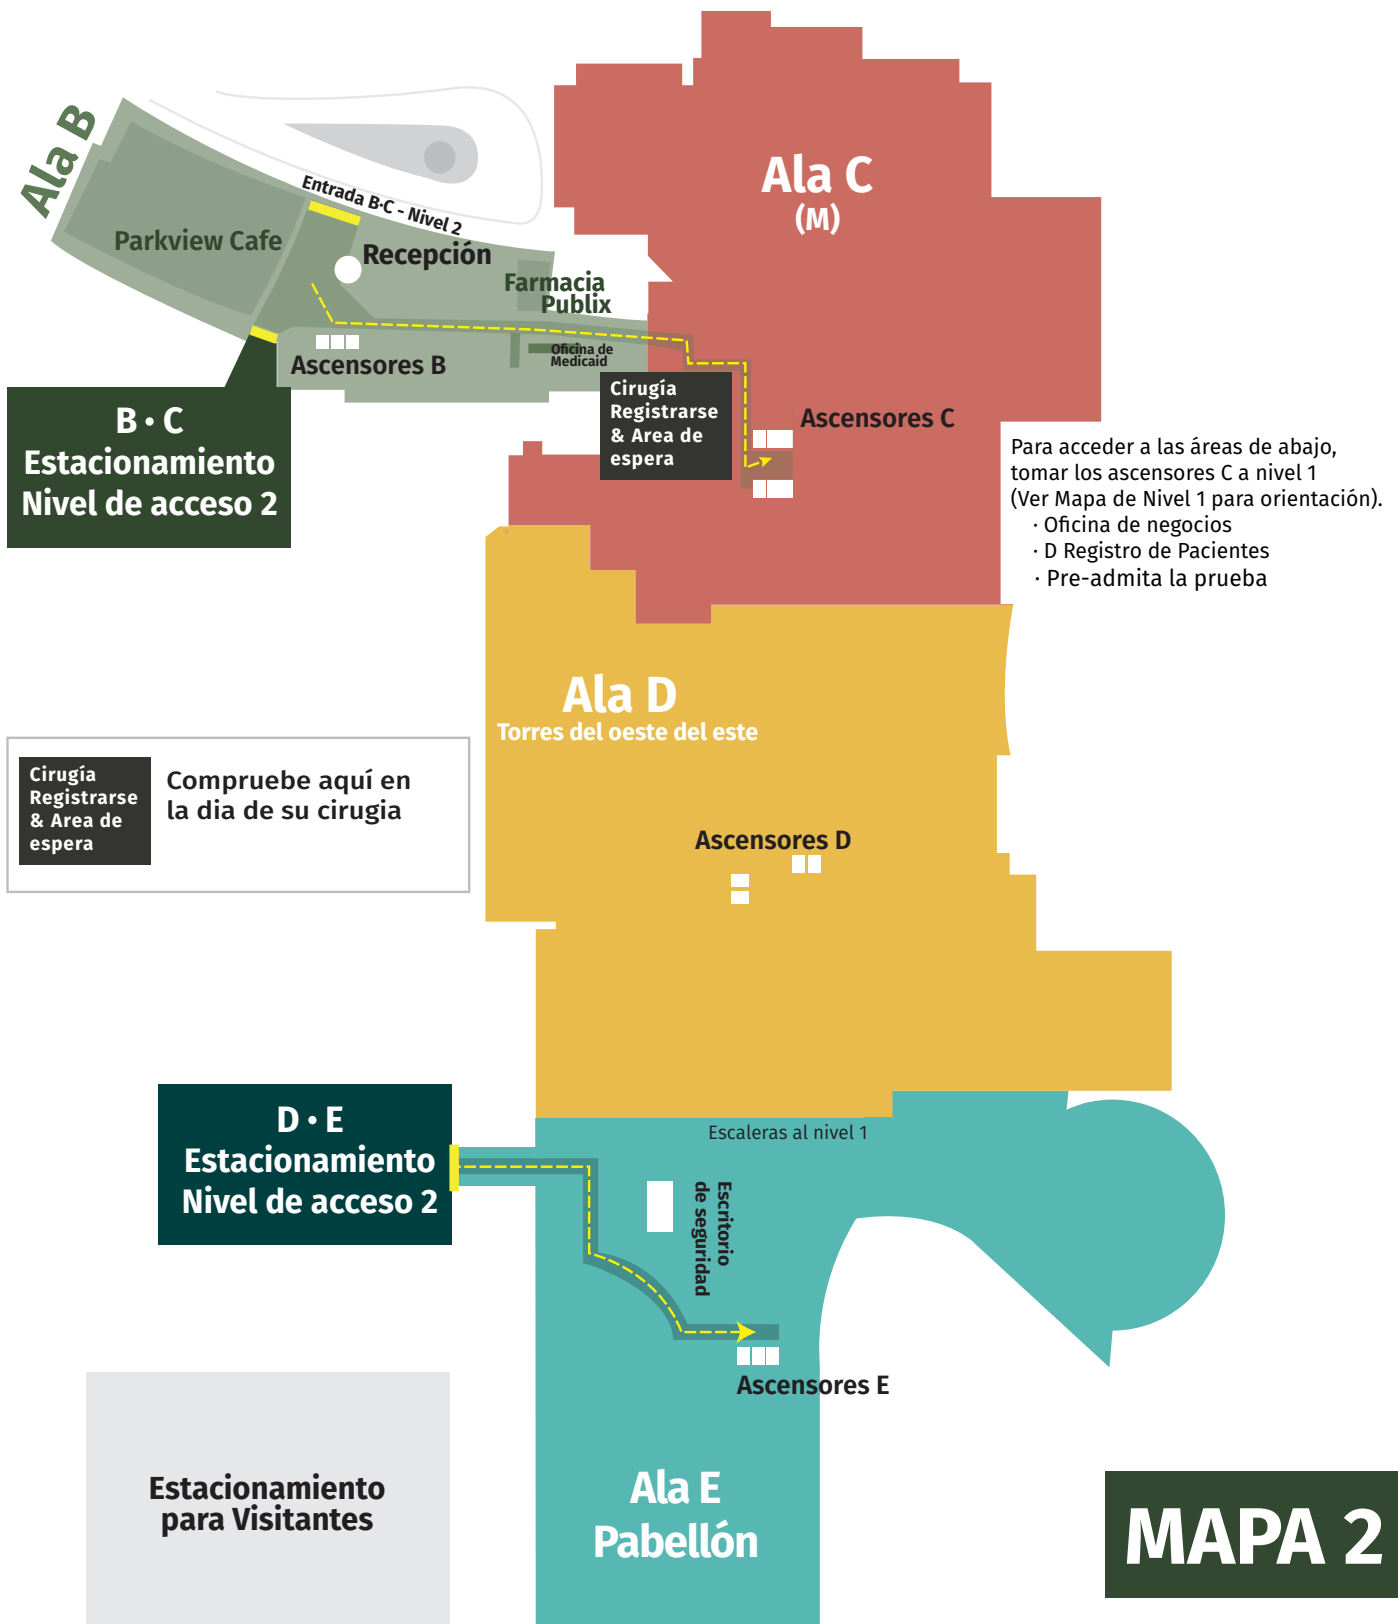 Ala B
Entrada B·C - Nivel 2
Parkview Cafe
Recepción
Farmacia
Publix
Oficina de
Medicaid
Ascensores B
Ala C
(M)
B · C
Estacionamiento
Nivel de acceso 2
Cirugía
Registrarse
& Area de
espera
Ascensores C
Para acceder a las áreas de abajo,
tomar los ascensores C a nivel 1
(Ver Mapa de Nivel 1 para orientación).
· Oficina de negocios
· D Registro de Pacientes
· Pre-admita la prueba
Ala D
Torres del oeste del este
Cirugía
Registrarse
& Area de
espera
Compruebe aquí en
la dia de su cirugia
Ascensores D
D · E
Estacionamiento
Nivel de acceso 2
Escaleras al nivel 1
Escritorio
de seguridad
Ascensores E
Estacionamiento
para Visitantes
Ala E
Pabellón
MAPA 2